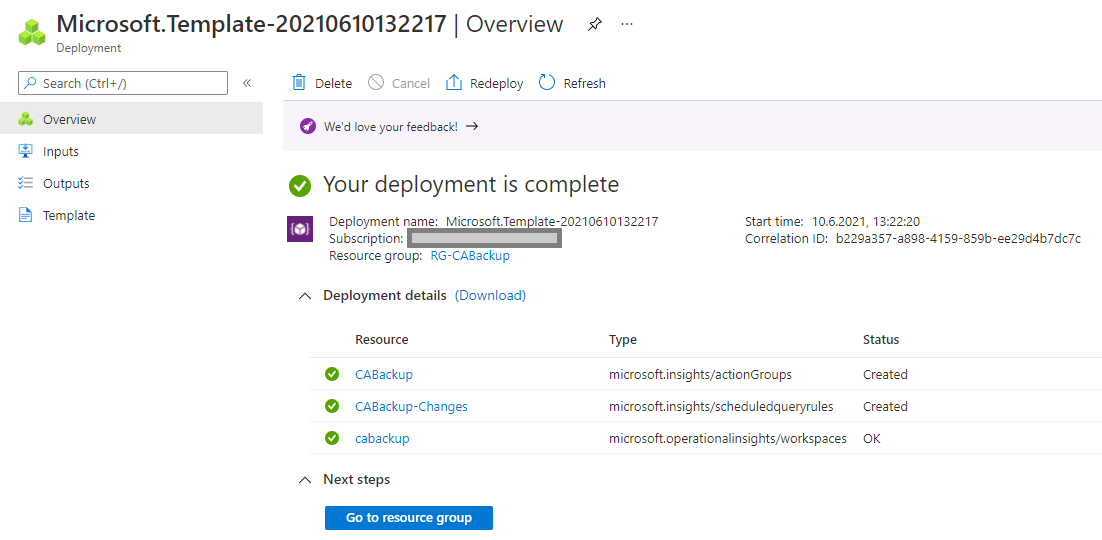 Microsoft.Template-20210610132217 | Overview
Deployment
Search (Ctrl+/)
Overview
Inputs
Outputs
Template
Delete
Cancel
Redeploy
Refresh
We'd love your feedback! →
Your deployment is complete
Deployment name: Microsoft.Template-20210610132217
Subscription:
Resource group: RG-CABackup
Start time: 10.6.2021, 13:22:20
Correlation ID: b229a357-a898-4159-859b-ee29d4b7dc7c
Deployment details (Download)
Resource Type Status
CABackup microsoft.insights/actionGroups Created
CABackup-Changes microsoft.insights/scheduledqueryrules Created
cabackup microsoft.operationalinsights/workspaces OK
Next steps
Go to resource group